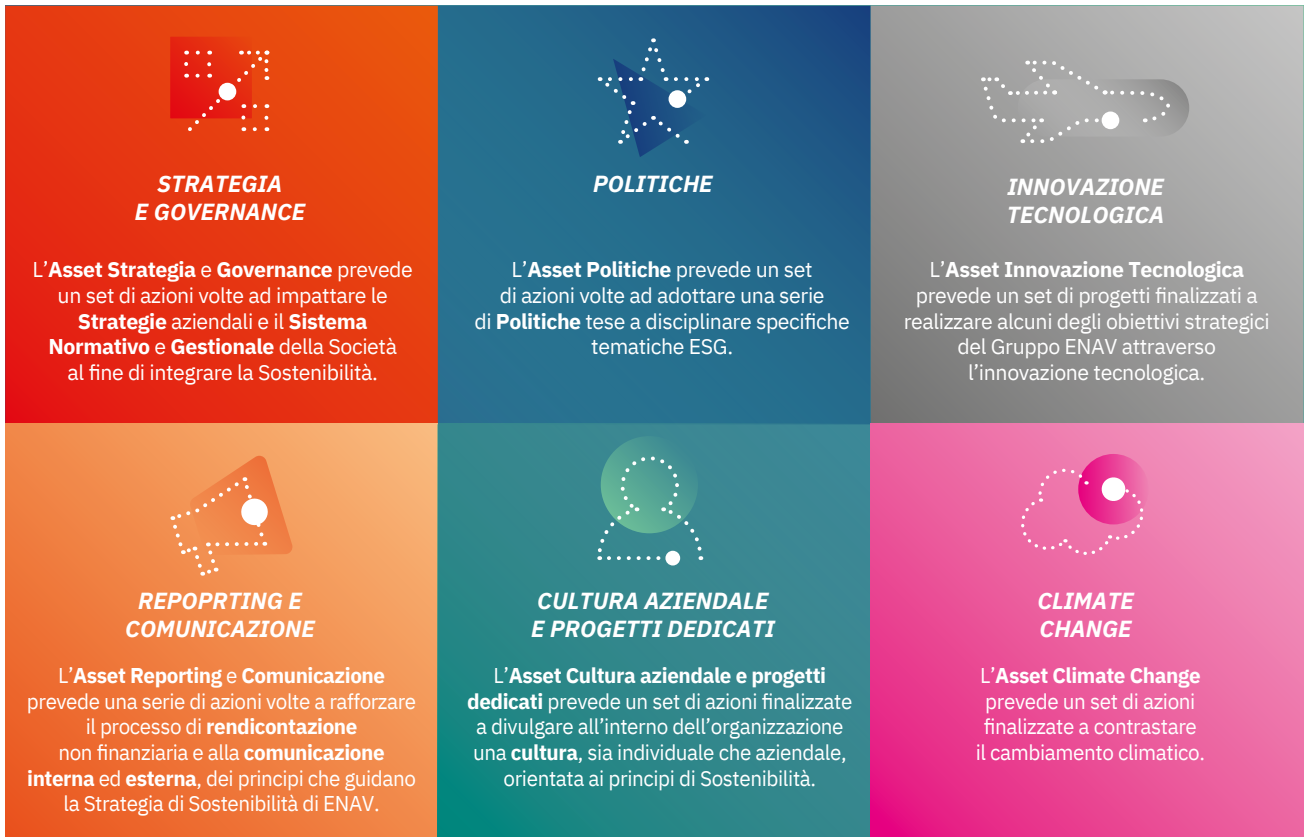 STRATEGIA
E GOVERNANCE
L’Asset Strategia e Governance prevede
un set di azioni volte ad impattare le
Strategie aziendali e il Sistema
Normativo e Gestionale della Società
al fine di integrare la Sostenibilità.
POLITICHE
L’Asset Politiche prevede un set
di azioni volte ad adottare una serie
di Politiche tese a disciplinare specifiche
tematiche ESG.
INNOVAZIONE
TECNOLOGICA
L’Asset Innovazione Tecnologica
prevede un set di progetti finalizzati a
realizzare alcuni degli obiettivi strategici
del Gruppo ENAV attraverso
l’innovazione tecnologica.
REPOPRTING E
COMUNICAZIONE
L’Asset Reporting e Comunicazione
prevede una serie di azioni volte a rafforzare
il processo di rendicontazione
non finanziaria e alla comunicazione
interna ed esterna, dei principi che guidano
la Strategia di Sostenibilità di ENAV.
CULTURA AZIENDALE
E PROGETTI DEDICATI
L’Asset Cultura aziendale e progetti
dedicati prevede un set di azioni finalizzate
a divulgare all’interno dell’organizzazione
una cultura, sia individuale che aziendale,
orientata ai principi di Sostenibilità.
CLIMATE
CHANGE
L’Asset Climate Change
prevede un set di azioni
finalizzate a contrastare
il cambiamento climatico.